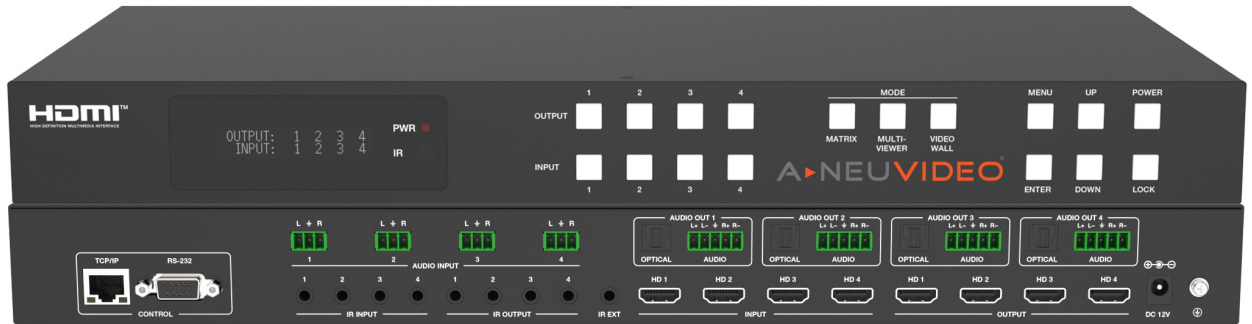 HDMI™
HIGH-DEFINITION MULTIMEDIA INTERFACE
OUTPUT: 1 2 3 4
INPUT: 1 2 3 4
PWR
IR
1 2 3 4
OUTPUT
INPUT
1 2 3 4
MODE
MATRIX
MULTI-
VIEWER
VIDEO
WALL
A NEUVIDEO®
MENU UP POWER
ENTER DOWN LOCK
TCP/IP RS-232
CONTROL
L R L R L R L R
1 2 3 4
AUDIO INPUT
1 2 3 4 1 2 3 4
IR INPUT IR OUTPUT IR EXT
AUDIO OUT 1 AUDIO OUT 2 AUDIO OUT 3 AUDIO OUT 4
L+ L- R+ R- L+ L- R+ R- L+ L- R+ R- L+ L- R+ R-
OPTICAL AUDIO OPTICAL AUDIO OPTICAL AUDIO OPTICAL AUDIO
HD 1 HD 2 HD 3 HD 4 HD 1 HD 2 HD 3 HD 4
INPUT OUTPUT
DC 12V